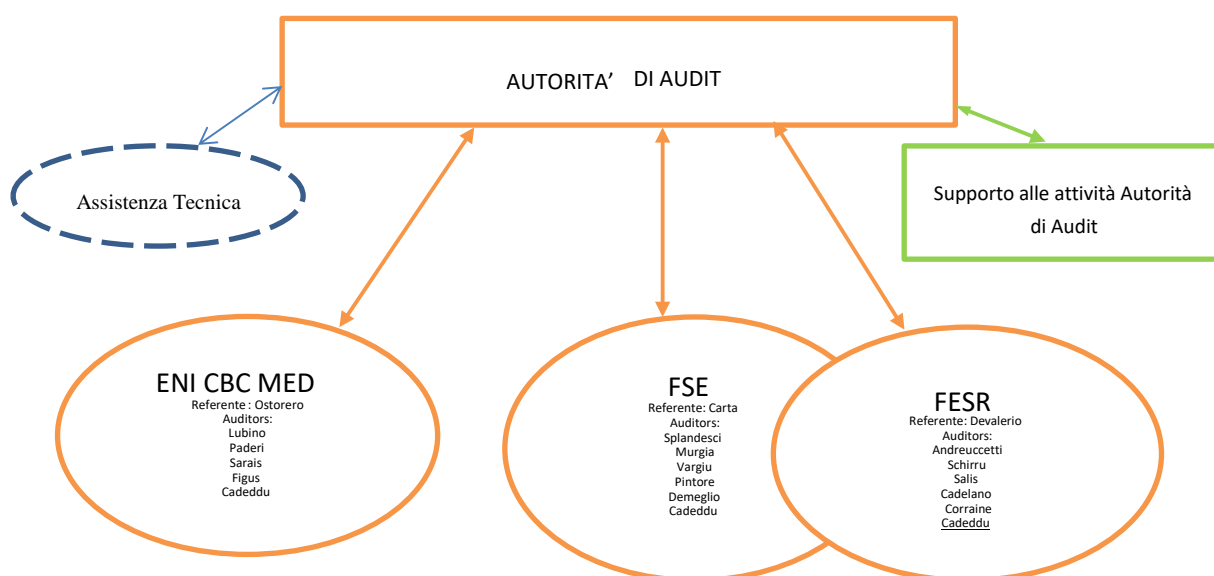 AUTORITA’ DI AUDIT
Assistenza Tecnica
Supporto alle attività Autorità
di Audit
ENI CBC MED
Referente : Ostorero
Auditors:
Lubino
Paderi
Sarais
Figus
Cadeddu
FSE
Referente: Carta
Auditors:
Splandesci
Murgia
Vargiu
Pintore
Demeglio
Cadeddu
FESR
Referente: Devalerio
Auditors:
Andreuccetti
Schirru
Salis
Cadelano
Corraine
Cadeddu